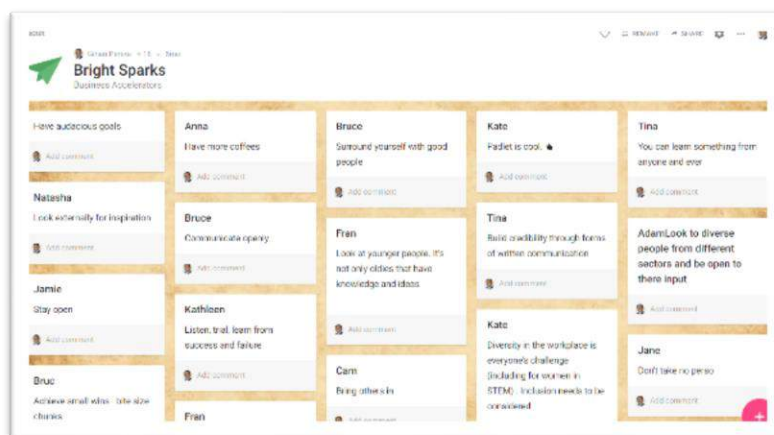 REMAKE
SHARE
Bright Sparks
Business Accelerators
Have audacious goals
Add comment
Natasha
Look externally for inspiration
Add comment
Jamie
Stay open
Add comment
Bruc
Achieve small wins bite size
chunks
Anna
Have more coffees
Add comment
Bruce
Communicate openly
Add comment
Kathleen
Listen, trial, learn from
success and failure
Add comment
Fran
Bruce
Surround yourself with good
people
Add comment
Fran
Look at younger people. It's
not only oldies that have
knowledge and ideas
Add comment
Cam
Bring others in
Add comment
Kate
Padlet is cool.
Add comment
Tina
Build credibility through forms
of written communication
Add comment
Kate
Diversity in the workplace is
everyone's challenge
(including for women in
STEM). Inclusion needs to be
considered
Tina
You can learn something from
anyone and ever
Add comment
AdamLook to diverse
people from different
sectors and be open to
there input
Add comment
Jane
Don't take no perso
Add comment